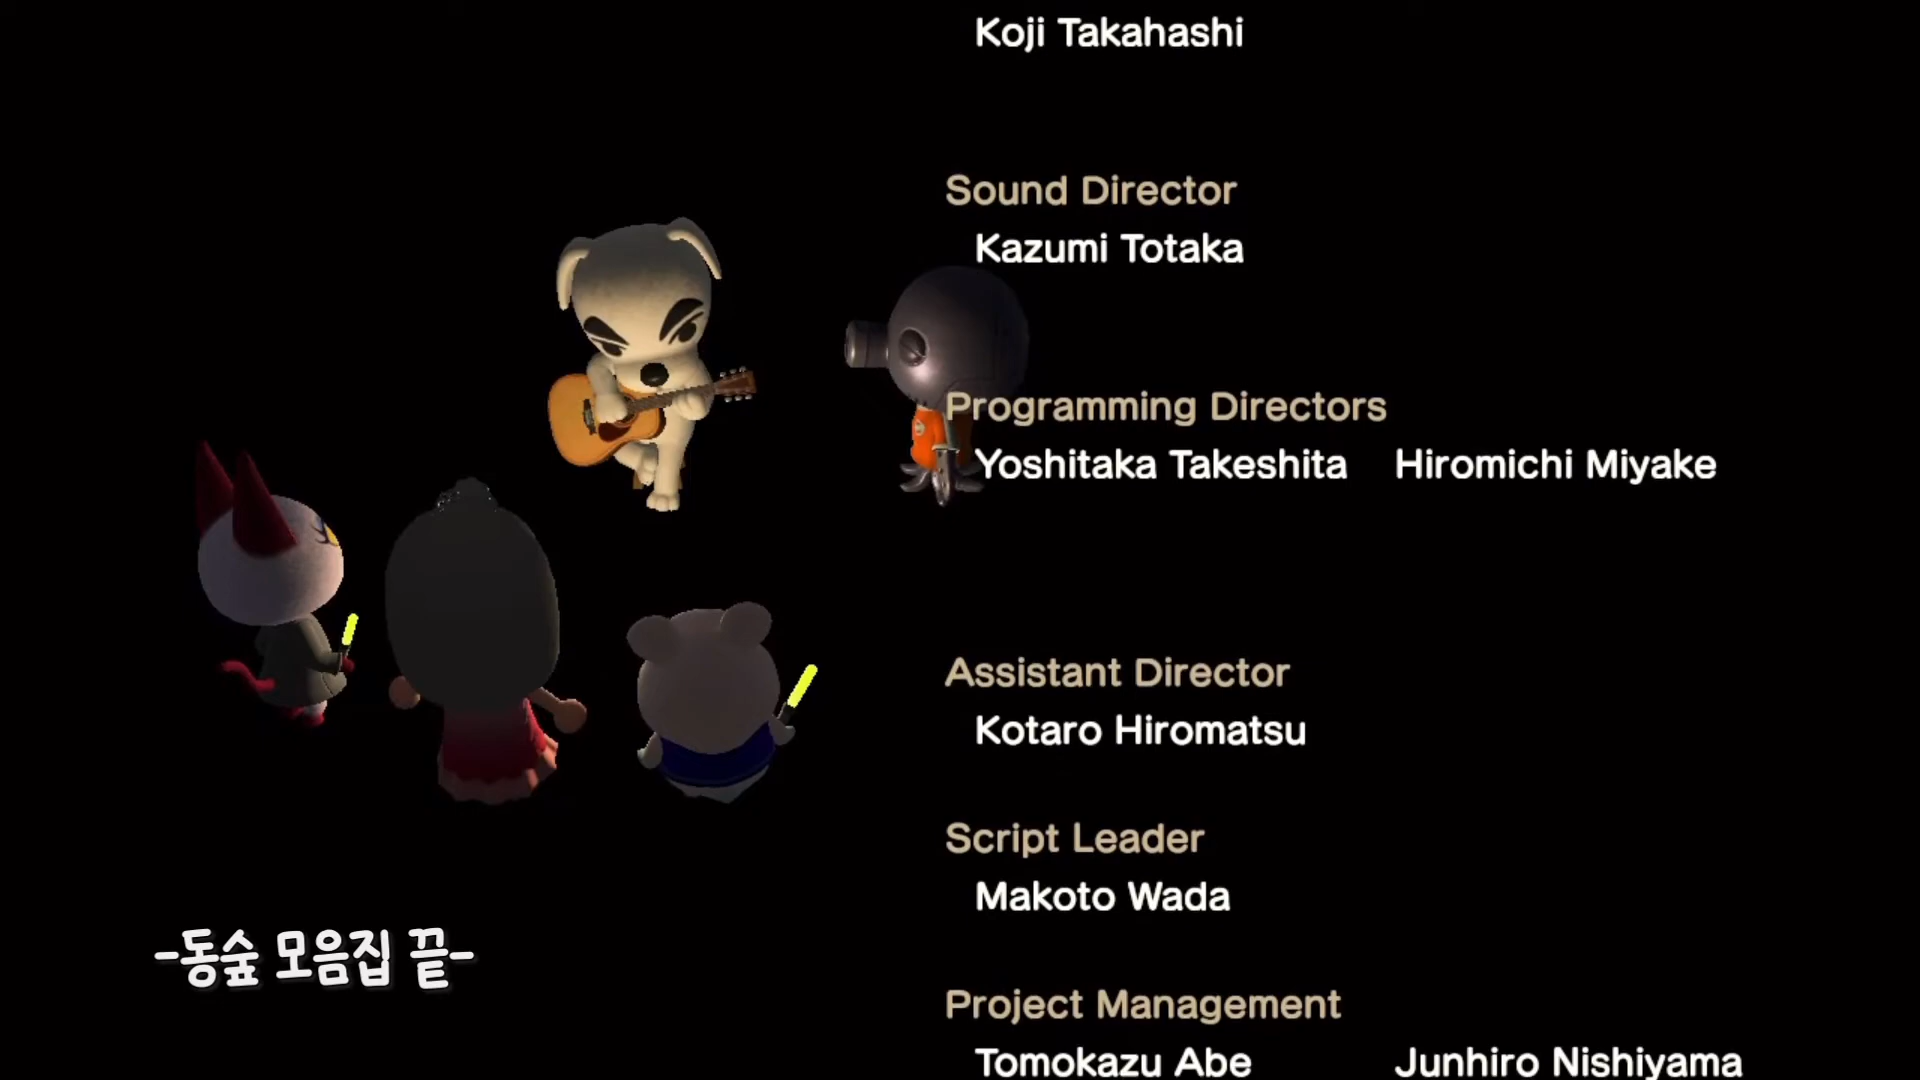 Koji Takahashi
Sound Director
Kazumi Totaka
Programming Directors
Yoshitaka Takeshita Hiromichi Miyake
Assistant Director
Kotaro Hiromatsu
Script Leader
Makoto Wada
-동숲 모음집 끝-
Project Management
Tomokazu Abe Junhiro Nishiyama